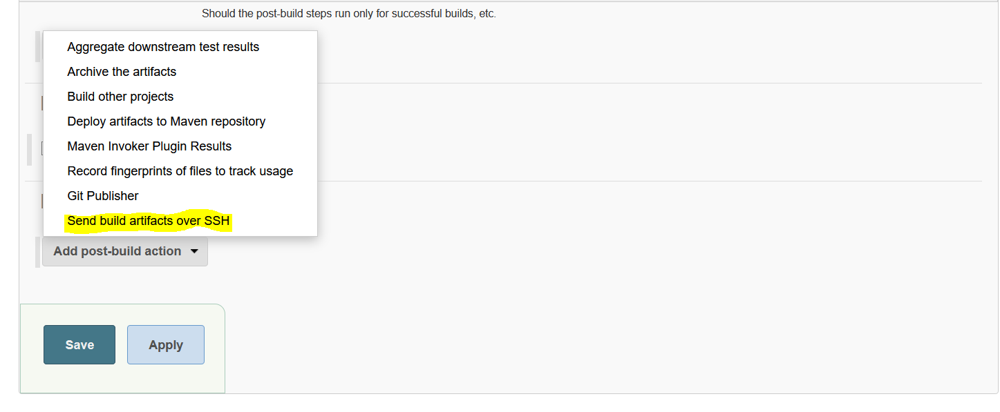 Should the post-build steps run only for successful builds, etc.
Aggregate downstream test results
Archive the artifacts
Build other projects
Deploy artifacts to Maven repository
Maven Invoker Plugin Results
Record fingerprints of files to track usage
Git Publisher
Send build artifacts over SSH
Add post-build action
Save
Apply